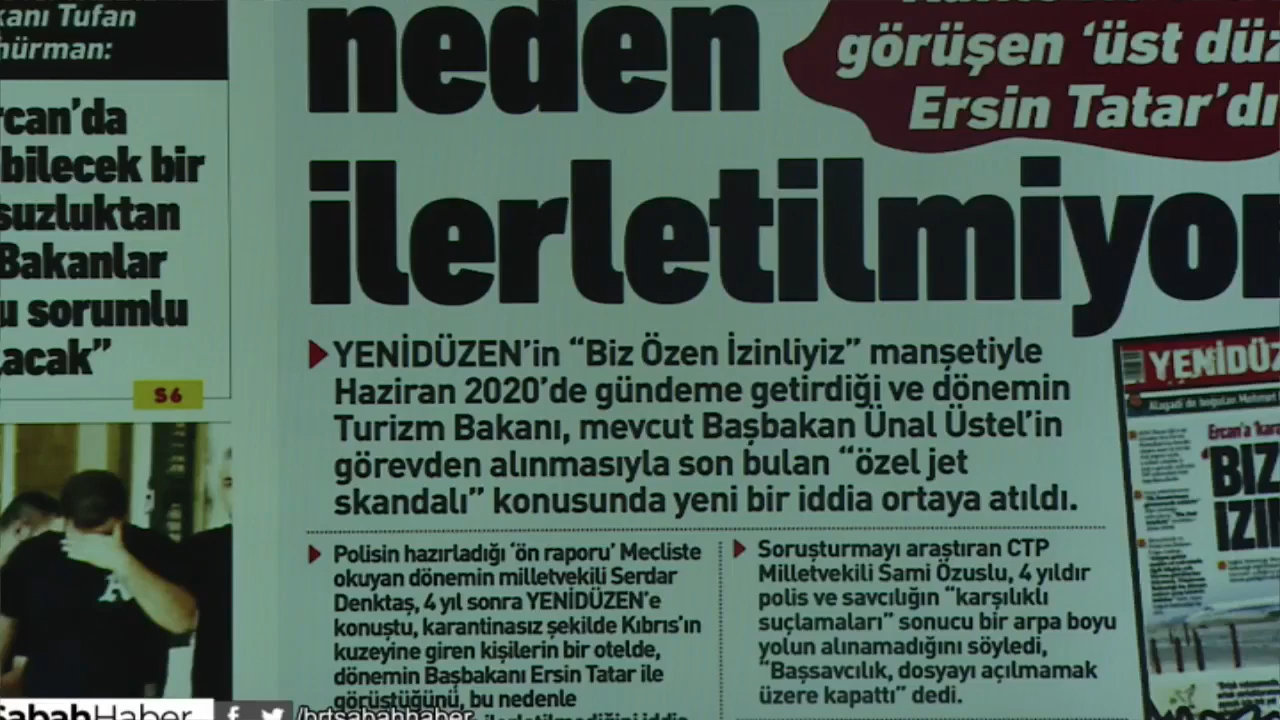 kanı Tufan
hürman:
rcan’da
bilecek bir
suzluktan
Bakanlar
u sorumlu
acak”
S6
neden
ilerletilmiyor
görüşen ‘üst düz
Ersin Tatar’dı
YENİDÜZEN’in “Biz Özen İzinliyiz” manşetiyle
Haziran 2020’de gündeme getirdiği ve dönemin
Turizm Bakanı, mevcut Başbakan Ünal Üstel’in
görevden alınmasıyla son bulan “özel jet
skandalı” konusunda yeni bir iddia ortaya atıldı.
Polisin hazırladığı ‘ön raporu’ Mecliste
okuyan dönemin milletvekili Serdar
Denktaş, 4 yıl sonra YENİDÜZEN’e
konuştu, karantinasız şekilde Kıbrıs’ın
kuzeyine giren kişilerin bir otelde,
dönemin Başbakanı Ersin Tatar ile
görüştüğünü, bu nedenle
Soruşturmayı araştıran CTP
Milletvekili Sami Özuslu, 4 yıldır
polis ve savcılığın “karşılıklı
suçlamaları” sonucu bir arpa boyu
yolun alınamadığını söyledi,
“Başsavcılık, dosyayı açılmamak
üzere kapattı” dedi.
YENİDÜZ
Alagadi’de boğulan Mehmet
Ercan’a ‘kara
‘BİZ
İZİ
SabahHaber /brtsabahhaber